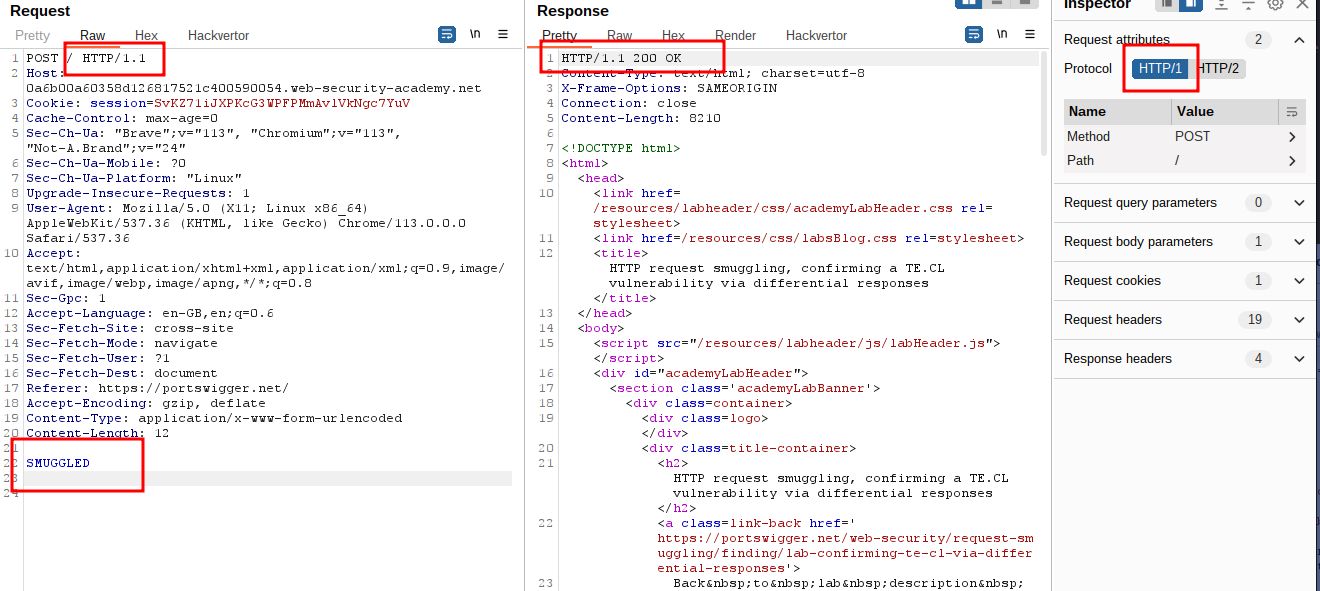 Request
Pretty Raw Hex Hackvertor \n
1 POST / HTTP/1.1
2 Host:
0a6b00a60358d126817521c400590054.web-security-academy.net
3 Cookie: session=SvKZ71iJXPKcG3WPFPMmAvlVkNgc7YuV
4 Cache-Control: max-age=0
5 Sec-Ch-Ua: "Brave";v="113", "Chromium";v="113",
"Not-A.Brand";v="24"
6 Sec-Ch-Ua-Mobile: ?0
7 Sec-Ch-Ua-Platform: "Linux"
8 Upgrade-Insecure-Requests: 1
9 User-Agent: Mozilla/5.0 (X11; Linux x86_64)
AppleWebKit/537.36 (KHTML, like Gecko) Chrome/113.0.0.0
Safari/537.36
10 Accept:
text/html,application/xhtml+xml,application/xml;q=0.9,image/
avif,image/webp,image/apng,*/*;q=0.8
11 Sec-Gpc: 1
12 Accept-Language: en-GB,en;q=0.6
13 Sec-Fetch-Site: cross-site
14 Sec-Fetch-Mode: navigate
15 Sec-Fetch-User: ?1
16 Sec-Fetch-Dest: document
17 Referer: https://portswigger.net/
18 Accept-Encoding: gzip, deflate
19 Content-Type: application/x-www-form-urlencoded
20 Content-Length: 12
21
22 SMUGGLED
23
24
Response
Pretty Raw Hex Render Hackvertor \n
1 HTTP/1.1 200 OK
2 Content-Type: text/html; charset=utf-8
3 X-Frame-Options: SAMEORIGIN
4 Connection: close
5 Content-Length: 8210
6
7 <!DOCTYPE html>
8 <html>
9 <head>
10 <link href=
/resources/labheader/css/academyLabHeader.css rel=
stylesheet>
11 <link href=/resources/css/labsBlog.css rel=stylesheet>
12 <title>
HTTP request smuggling, confirming a TE.CL
vulnerability via differential responses
</title>
13 </head>
14 <body>
15 <script src="/resources/labheader/js/labHeader.js">
</script>
16 <div id="academyLabHeader">
17 <section class='academyLabBanner'>
18 <div class=container>
19 <div class=logo>
</div>
20 <div class=title-container>
21 <h2>
HTTP request smuggling, confirming a TE.CL
vulnerability via differential responses
</h2>
22 <a class=link-back href='
https://portswigger.net/web-security/request-sm
uggling/finding/lab-confirming-te-cl-via-differ
ential-responses'>
23 Back&nbsp;to&nbsp;lab&nbsp;description&nbsp;
Inspector
Request attributes 2
Protocol HTTP/1 HTTP/2
Name Value
Method POST
Path /
Request query parameters 0
Request body parameters 1
Request cookies 1
Request headers 19
Response headers 4